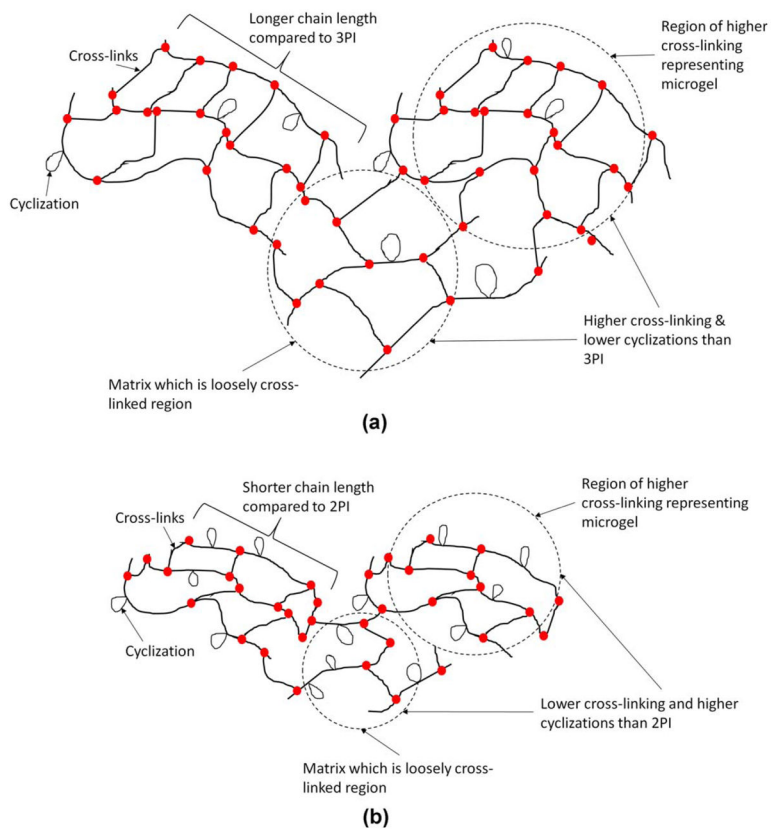 Longer chain length
compared to 3PI
Cross-links
Cyclization
Region of higher
cross-linking
representing
microgel
Higher cross-linking &
lower cyclizations than
3PI
Matrix which is loosely cross-
linked region
(a)
Shorter chain length
compared to 2PI
Cross-links
Cyclization
Region of higher
cross-linking representing
microgel
Lower cross-linking and higher
cyclizations than 2PI
Matrix which is loosely cross-
linked region
(b)